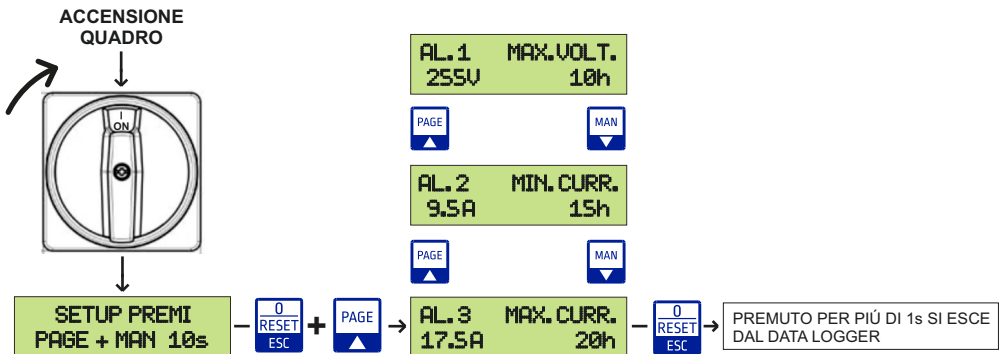 ACCENSIONE
QUADRO
I
ON
AL.1 MAX.VOLT.
255V 10h
PAGE
MAN
AL.2 MIN.CURR.
9.5A 15h
PAGE
MAN
SETUP PREMI
PAGE + MAN 10s
–
0
RESET
ESC
+
PAGE
AL.3 MAX.CURR.
17.5A 20h
–
0
RESET
ESC
PREMUTO PER PIÚ DI 1s SI ESCE
DAL DATA LOGGER